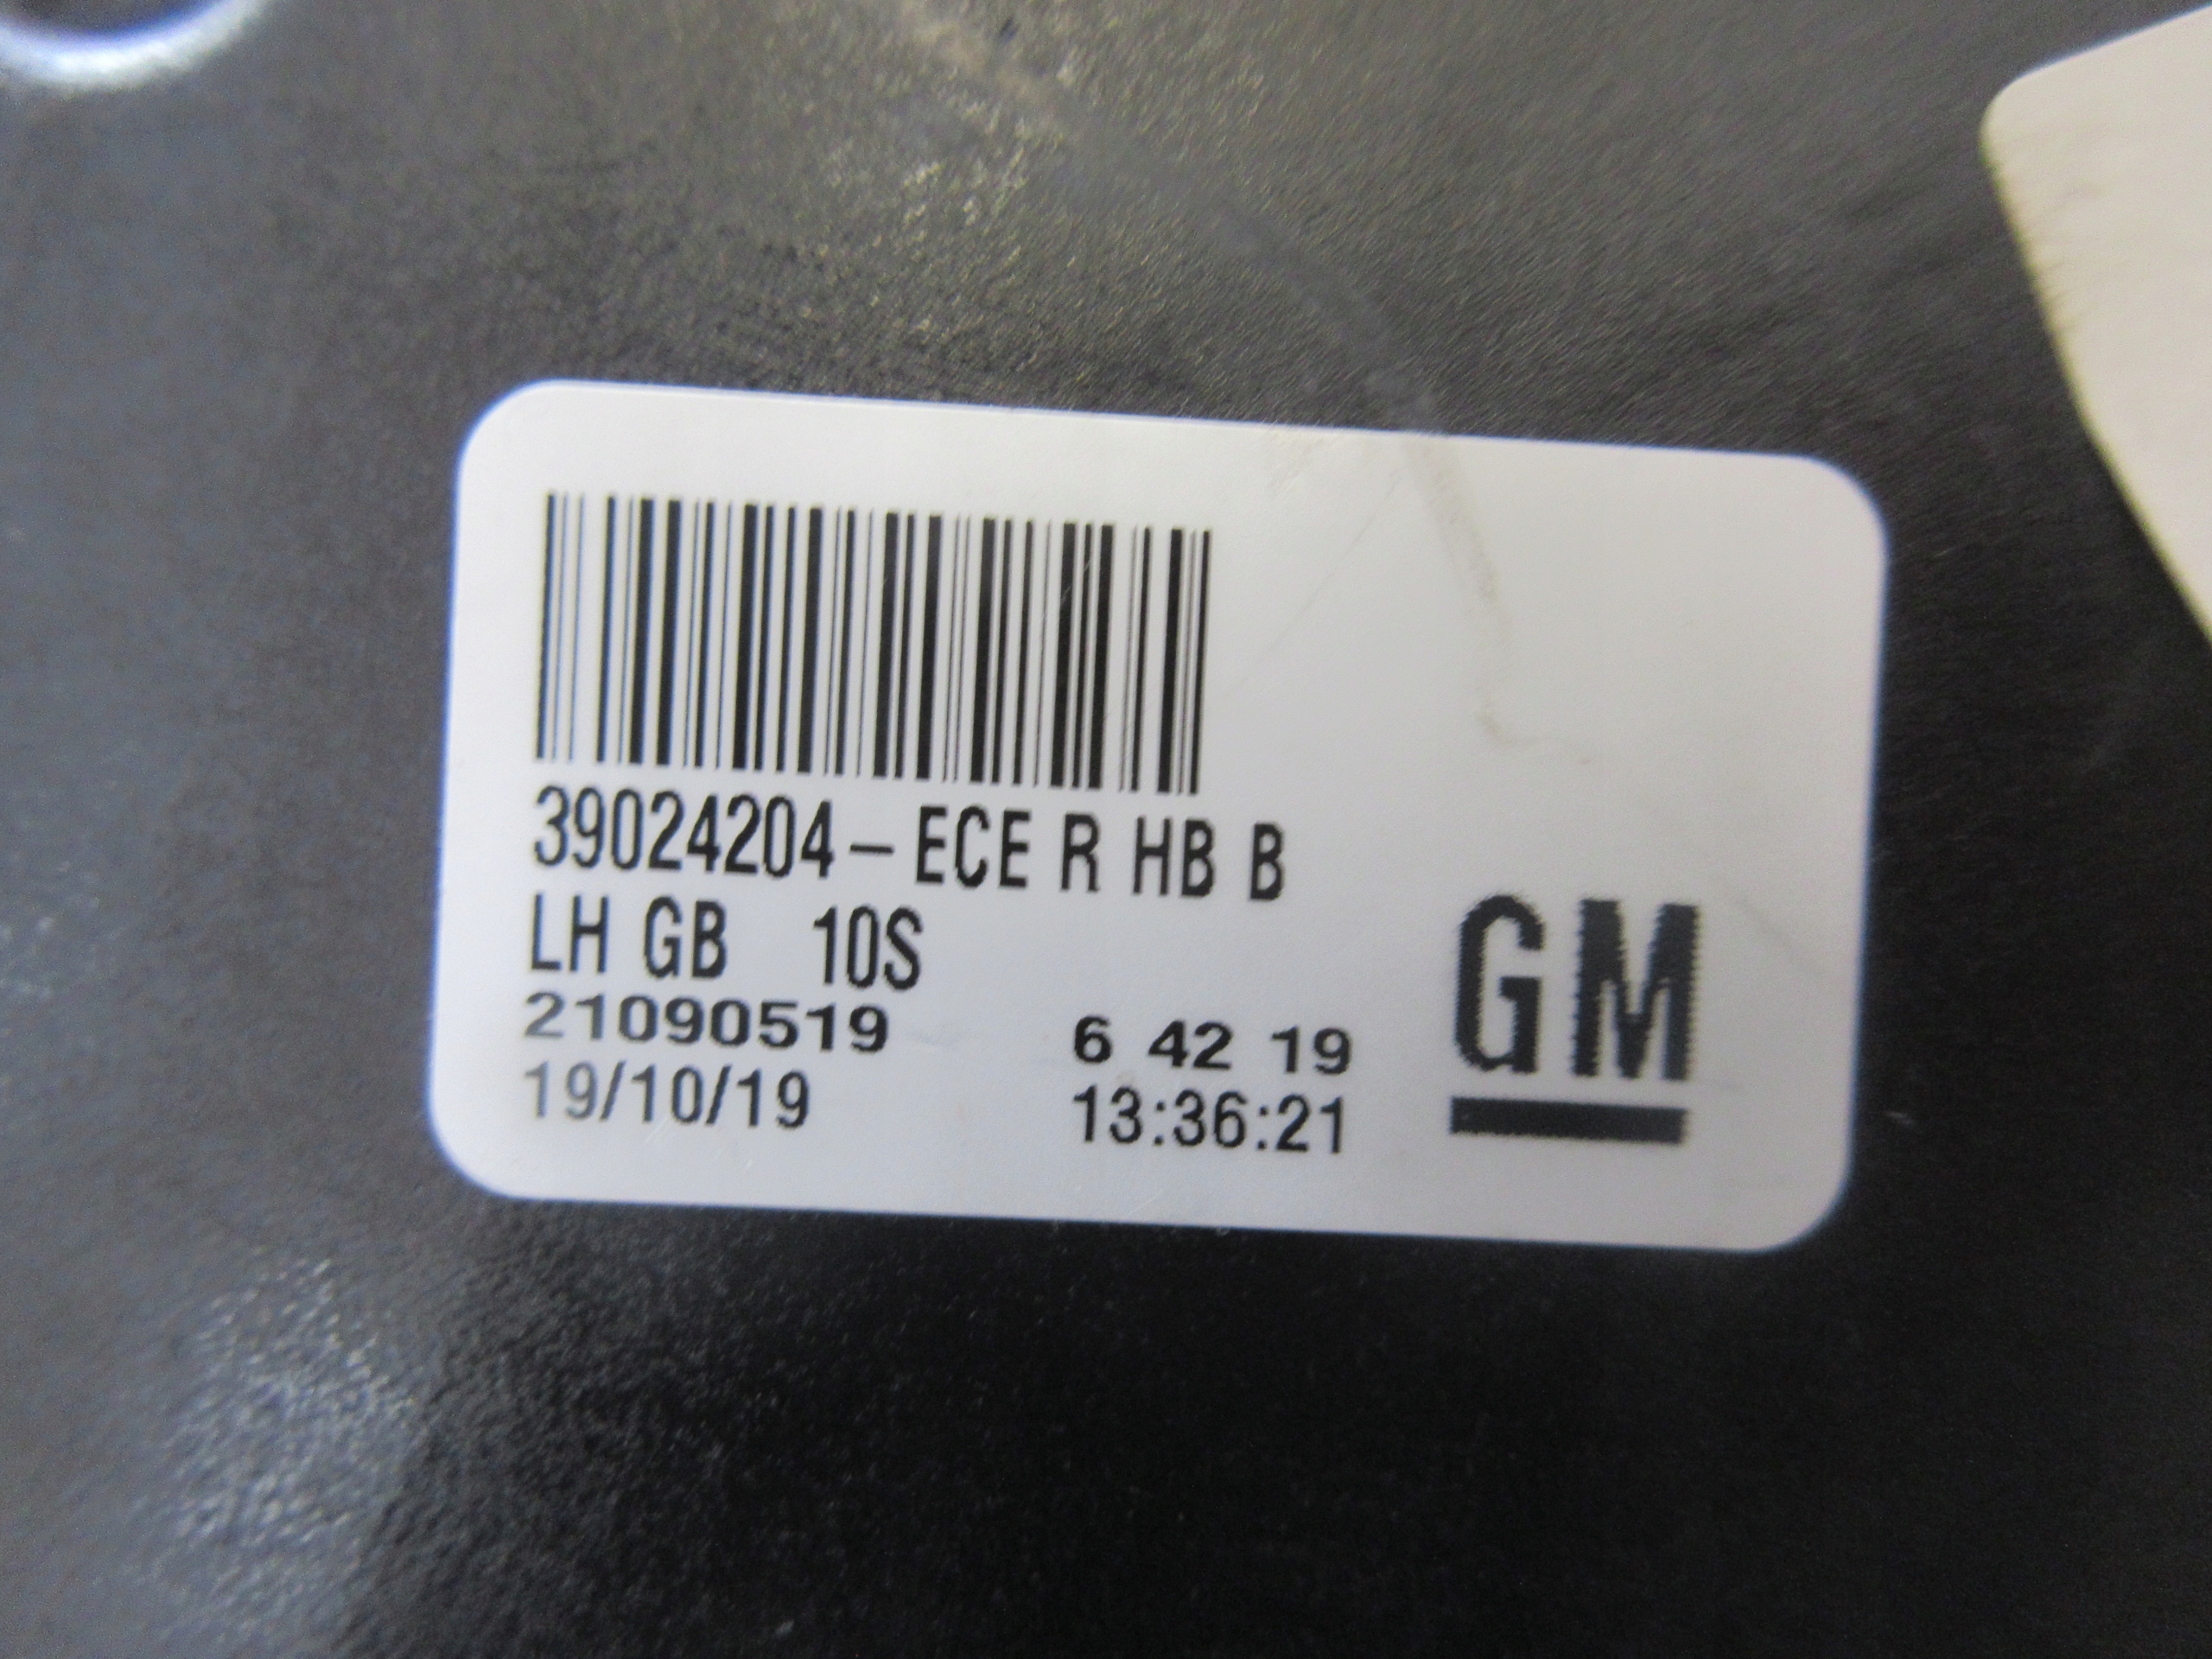 39024204-ECE R HB B
LH GB 10S
21090519 6 42 19
19/10/19 13:36:21
GM